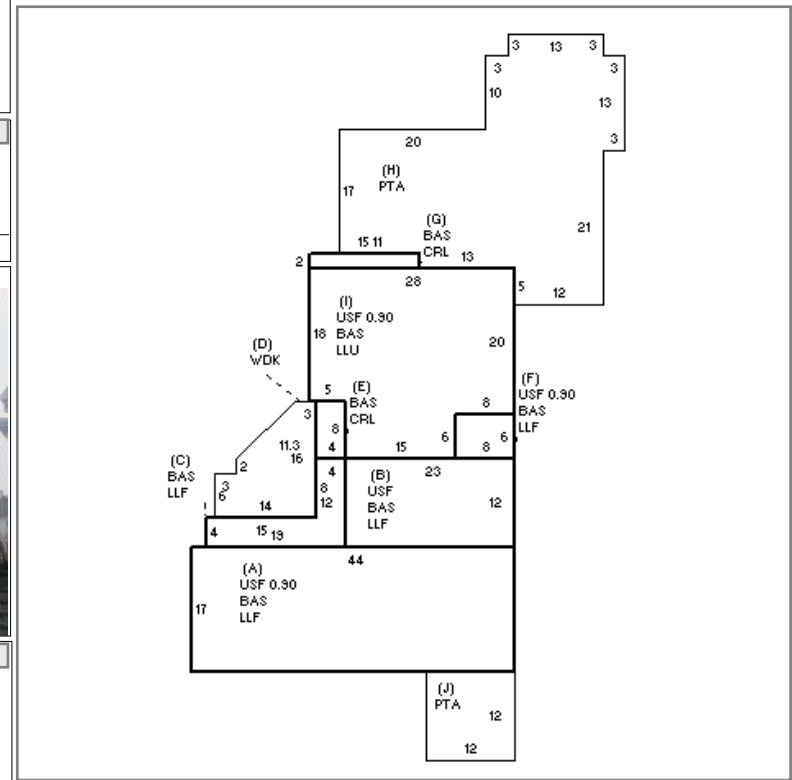 3 13 3
3 3
10
13
20 3
(H)
PTA
17
(G)
BAS
CRL
21
15 11
2 13
28 5 12
(I)
USF 0.90
BAS
LLU
18
20
(D)
WDK
(E)
BAS
CRL
5
(F)
USF 0.90
BAS
LLF
8
3
8
4 15 6 8 6
11.3
16
4 23
(C)
BAS
LLF
2
3
6
8
12
(B)
USF
BAS
LLF
12
14
4 15 19
44
(A)
USF 0.90
BAS
LLF
17
(J)
PTA
12
12